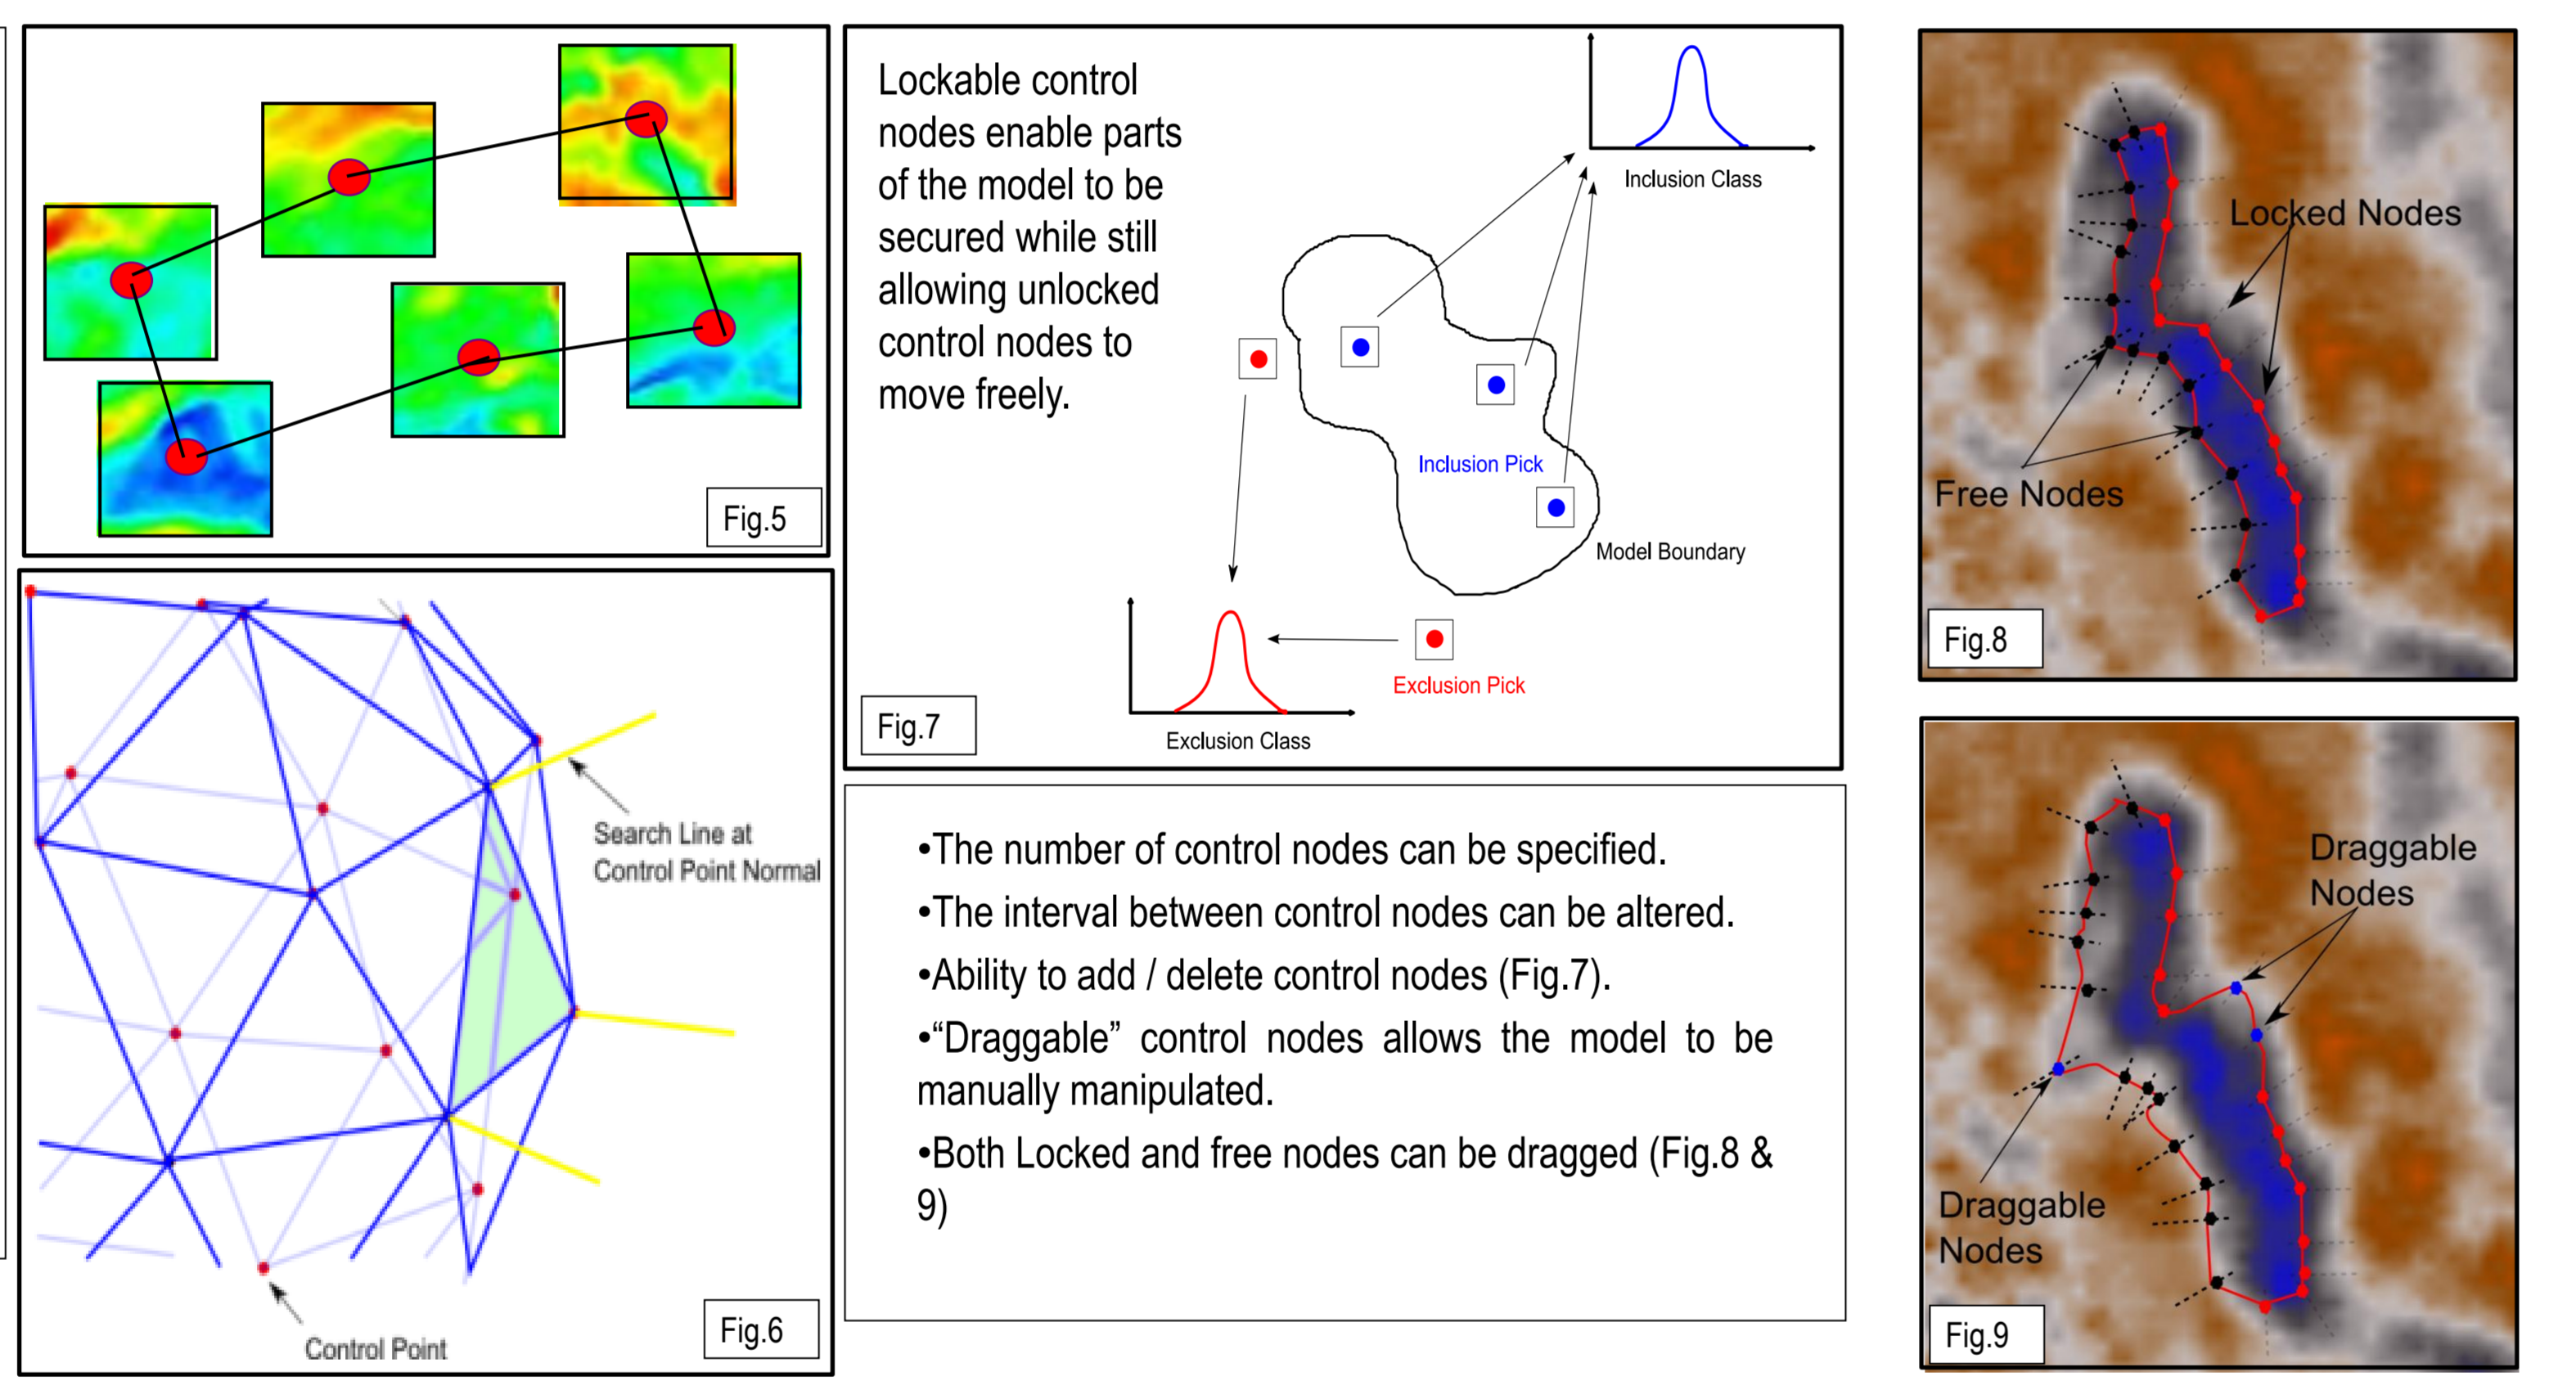 Fig.5
Search Line at
Control Point Normal
Control Point
Fig.6
Lockable control
nodes enable parts
of the model to be
secured while still
allowing unlocked
control nodes to
move freely.
Inclusion Class
Inclusion Pick
Model Boundary
Exclusion Pick
Exclusion Class
Fig.7
•The number of control nodes can be specified.
•The interval between control nodes can be altered.
•Ability to add / delete control nodes (Fig.7).
•“Draggable” control nodes allows the model to be
manually manipulated.
•Both Locked and free nodes can be dragged (Fig.8 &
9)
Locked Nodes
Free Nodes
Fig.8
Draggable
Nodes
Draggable
Nodes
Fig.9